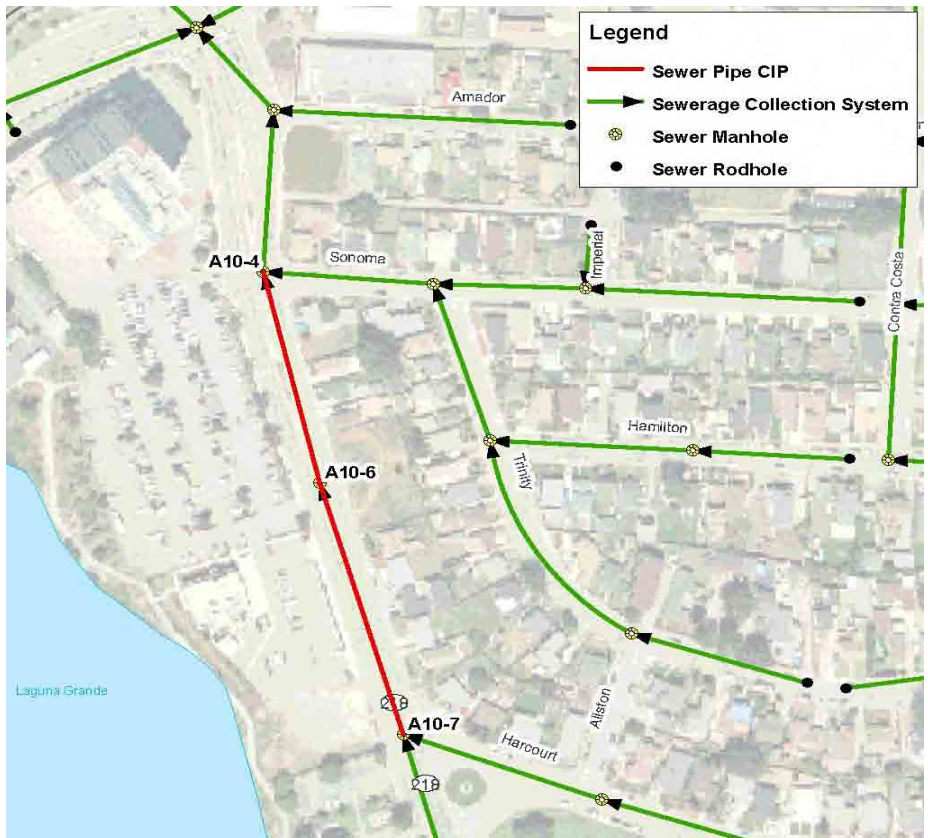 Legend
Sewer Pipe CIP
Sewerage Collection System
Sewer Manhole
Sewer Rodhole
Amador
A10-4
Sonoma
Imperial
Contra Costa
A10-6
Hamilton
Trinity
Laguna Grande
218
A10-7
Harcourt
Allston
218